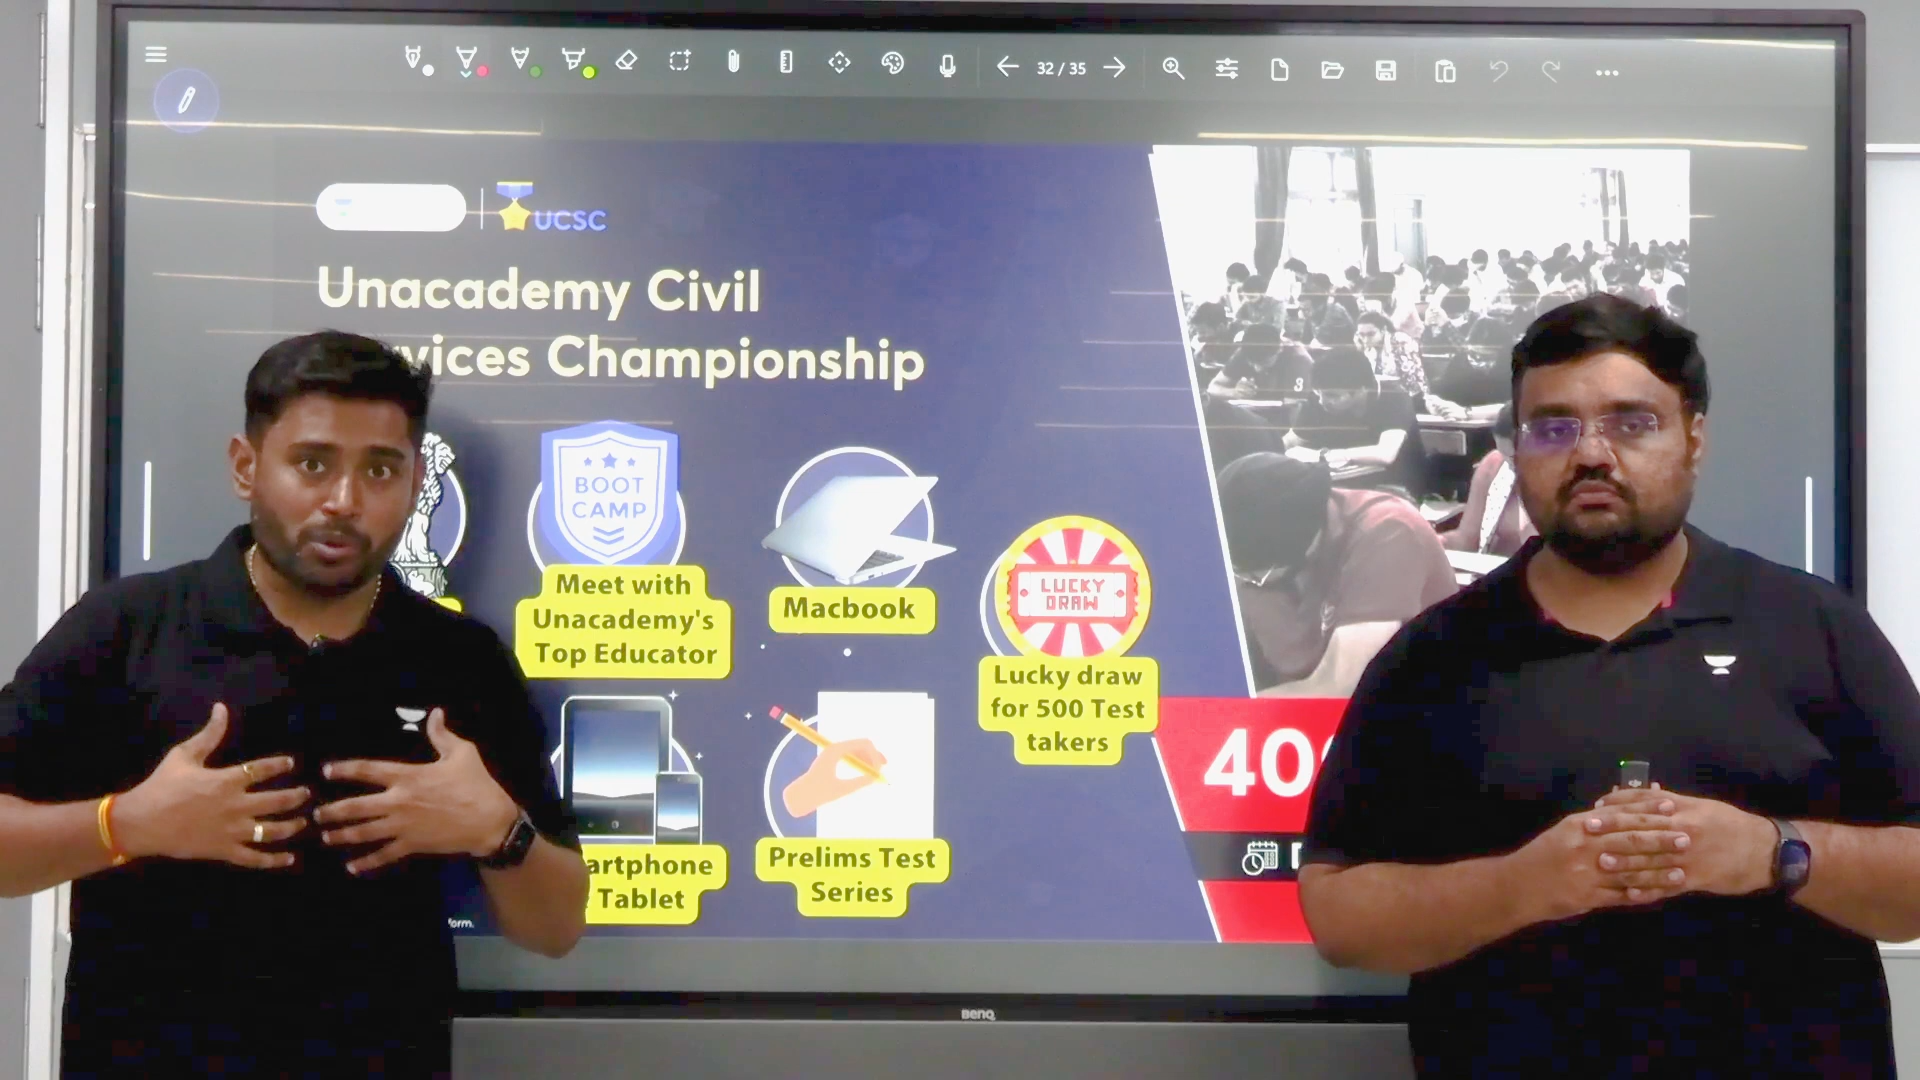 32 / 35
UCSC
Unacademy Civil
vices Championship
BOOT
CAMP
Meet with
Unacademy's
Top Educator
Macbook
LUCKY
DRAW
Lucky draw
for 500 Test
takers
artphone
Tablet
Prelims Test
Series
40
form.
BenQ